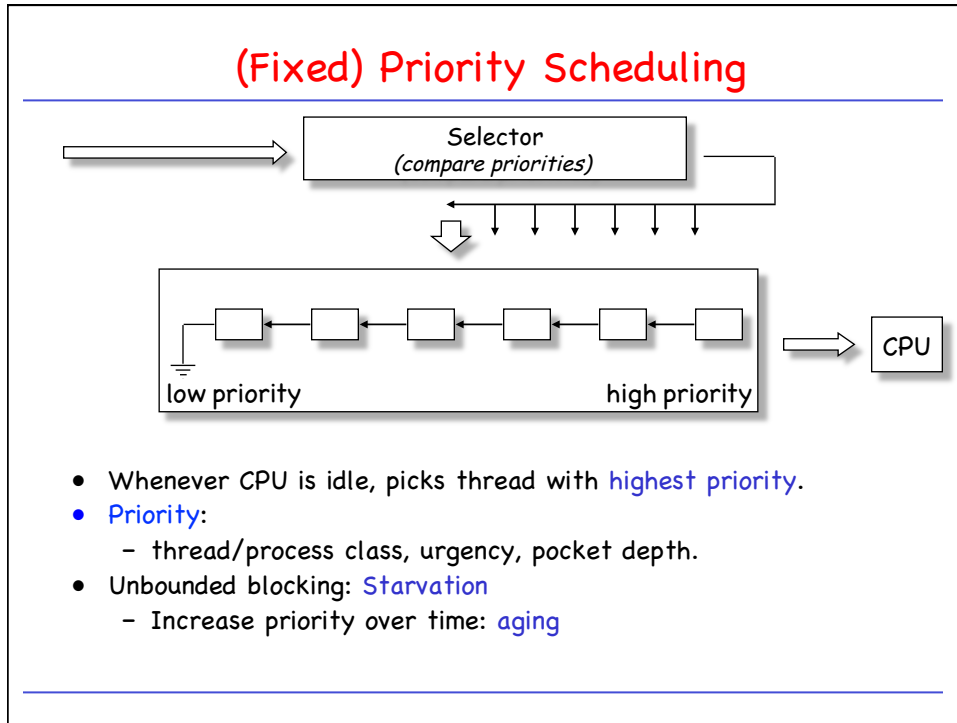 (Fixed) Priority Scheduling
Selector
(compare priorities)
low priority
high priority
CPU
• Whenever CPU is idle, picks thread with highest priority.
• Priority:
– thread/process class, urgency, pocket depth.
• Unbounded blocking: Starvation
– Increase priority over time: aging